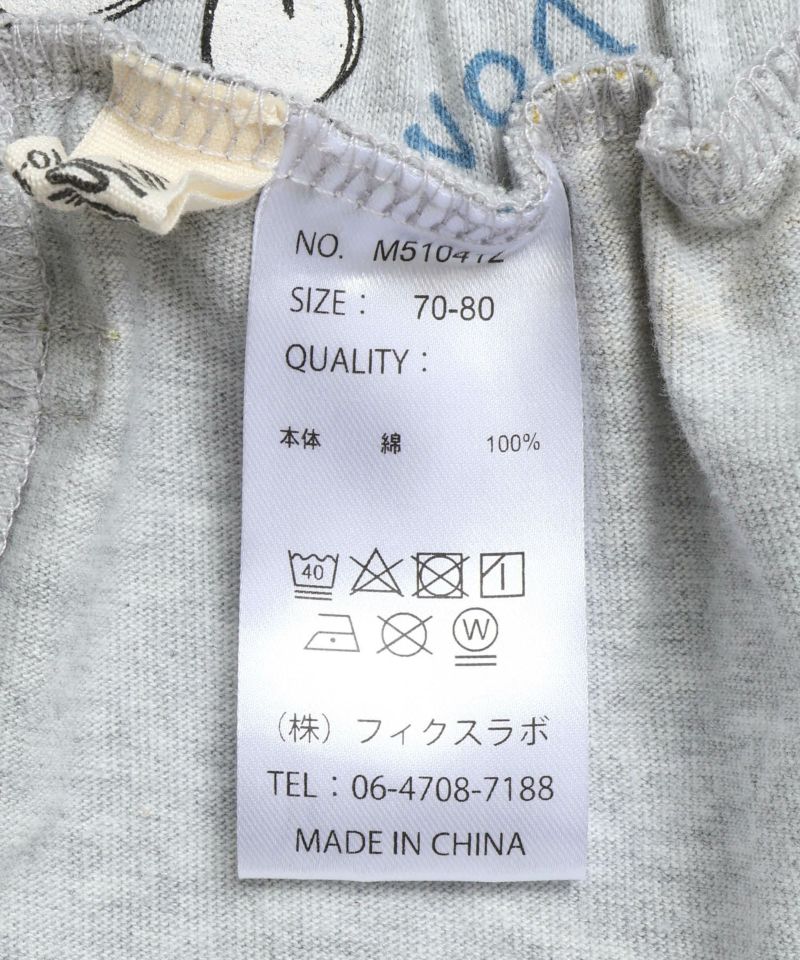 NO. M510412
SIZE： 70-80
QUALITY：
本体 綿 100%
40
W
（株）フィクスラボ
TEL：06-4708-7188
MADE IN CHINA